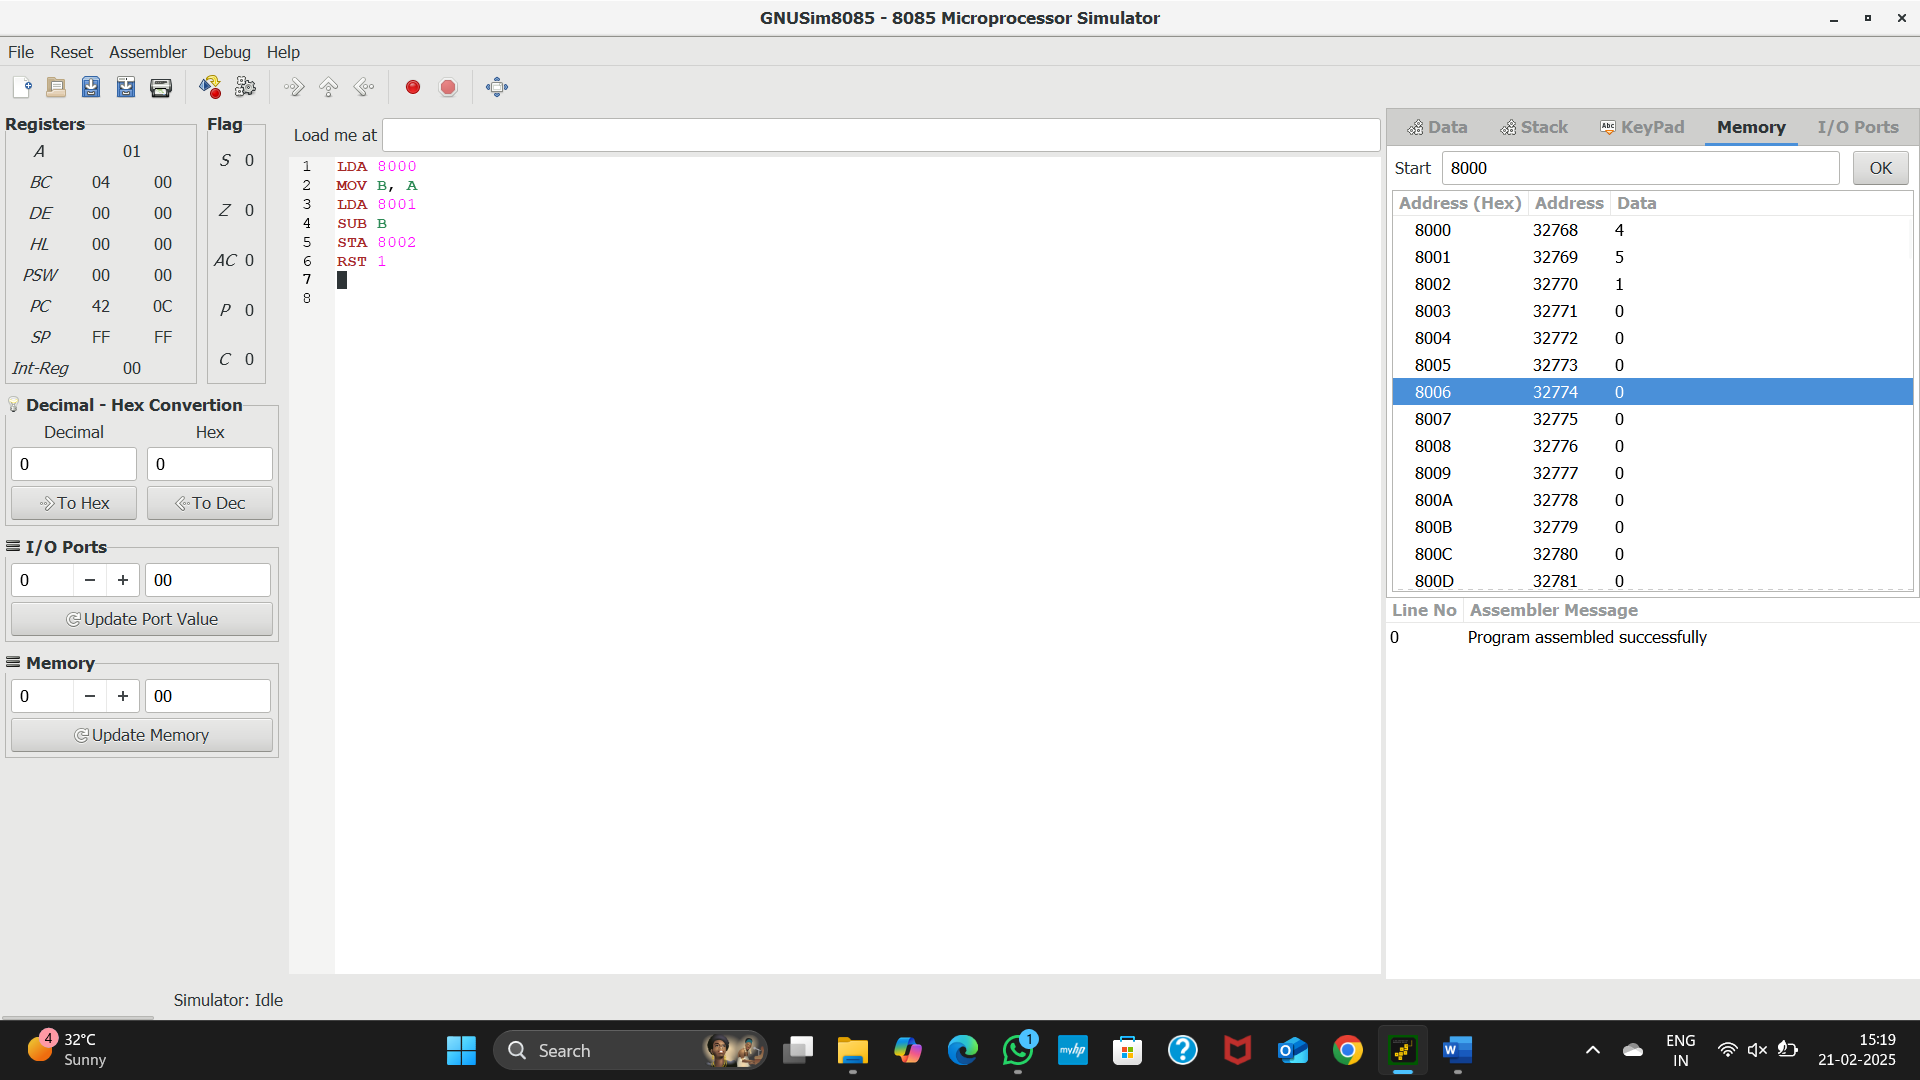 GNUSim8085 - 8085 Microprocessor Simulator
File Reset Assembler Debug Help
Registers
A 01
BC 04 00
DE 00 00
HL 00 00
PSW 00 00
PC 42 0C
SP FF FF
Int-Reg 00
Flag
S 0
Z 0
AC 0
P 0
C 0
Decimal - Hex Convertion
Decimal Hex
0 0
To Hex To Dec
I/O Ports
0 − + 00
Update Port Value
Memory
0 − + 00
Update Memory
Load me at
1 LDA 8000
2 MOV B, A
3 LDA 8001
4 SUB B
5 STA 8002
6 RST 1
7
8
Data Stack Abc KeyPad Memory I/O Ports
Start 8000 OK
Address (Hex) Address Data
8000 32768 4
8001 32769 5
8002 32770 1
8003 32771 0
8004 32772 0
8005 32773 0
8006 32774 0
8007 32775 0
8008 32776 0
8009 32777 0
800A 32778 0
800B 32779 0
800C 32780 0
800D 32781 0
Line No Assembler Message
0 Program assembled successfully
Simulator: Idle
4 32°C
Sunny
Search
1
myhp
W
ENG
IN
15:19
21-02-2025